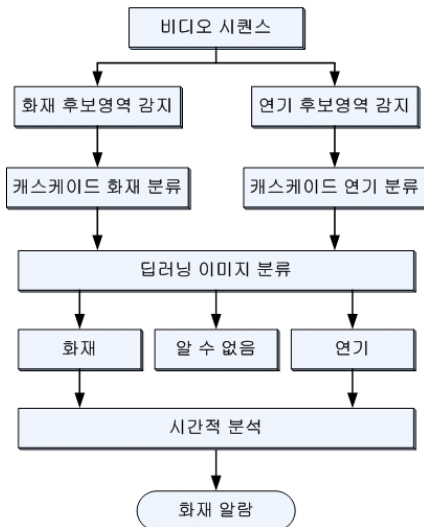 비디오 시퀀스
화재 후보영역 감지
연기 후보영역 감지
캐스케이드 화재 분류
캐스케이드 연기 분류
딥러닝 이미지 분류
화재
알 수 없음
연기
시간적 분석
화재 알람